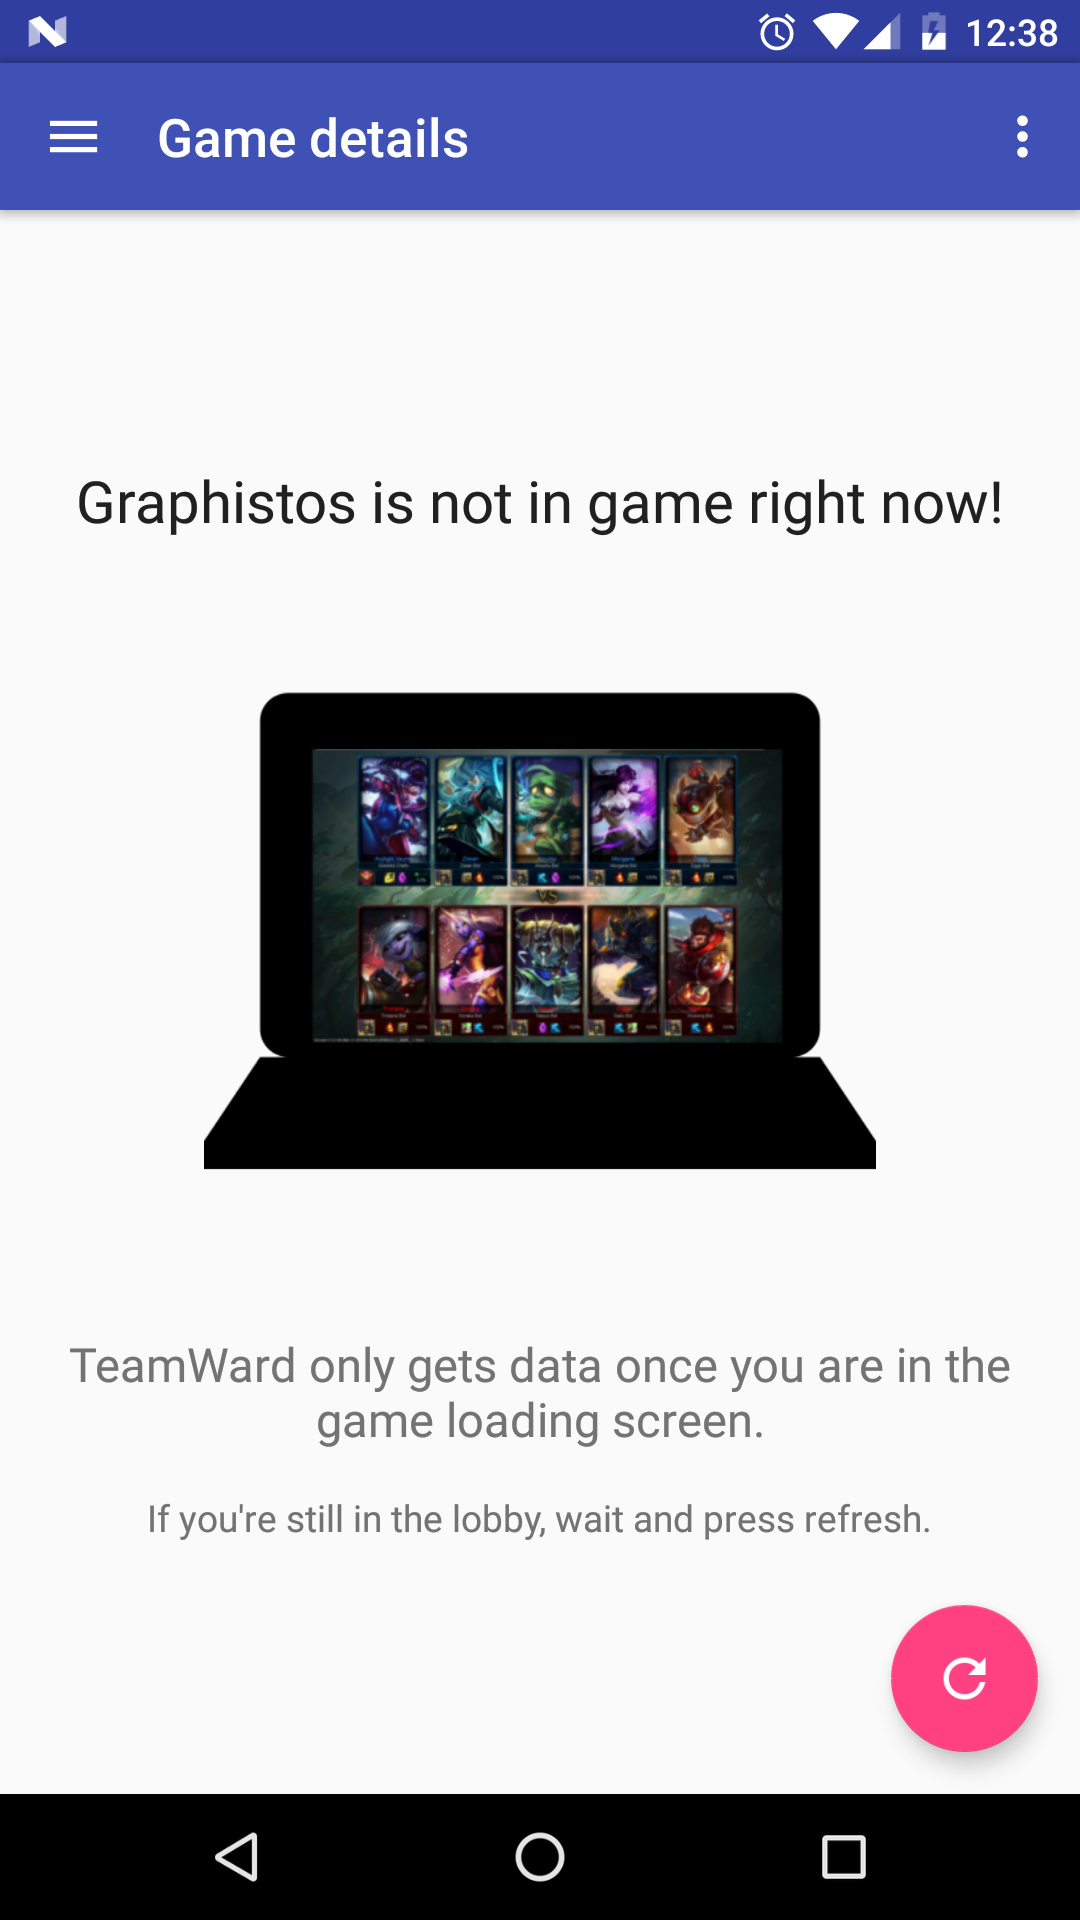 12:38
Game details
Graphistos is not in game right now!
VS
TeamWard only gets data once you are in the
game loading screen.
If you're still in the lobby, wait and press refresh.